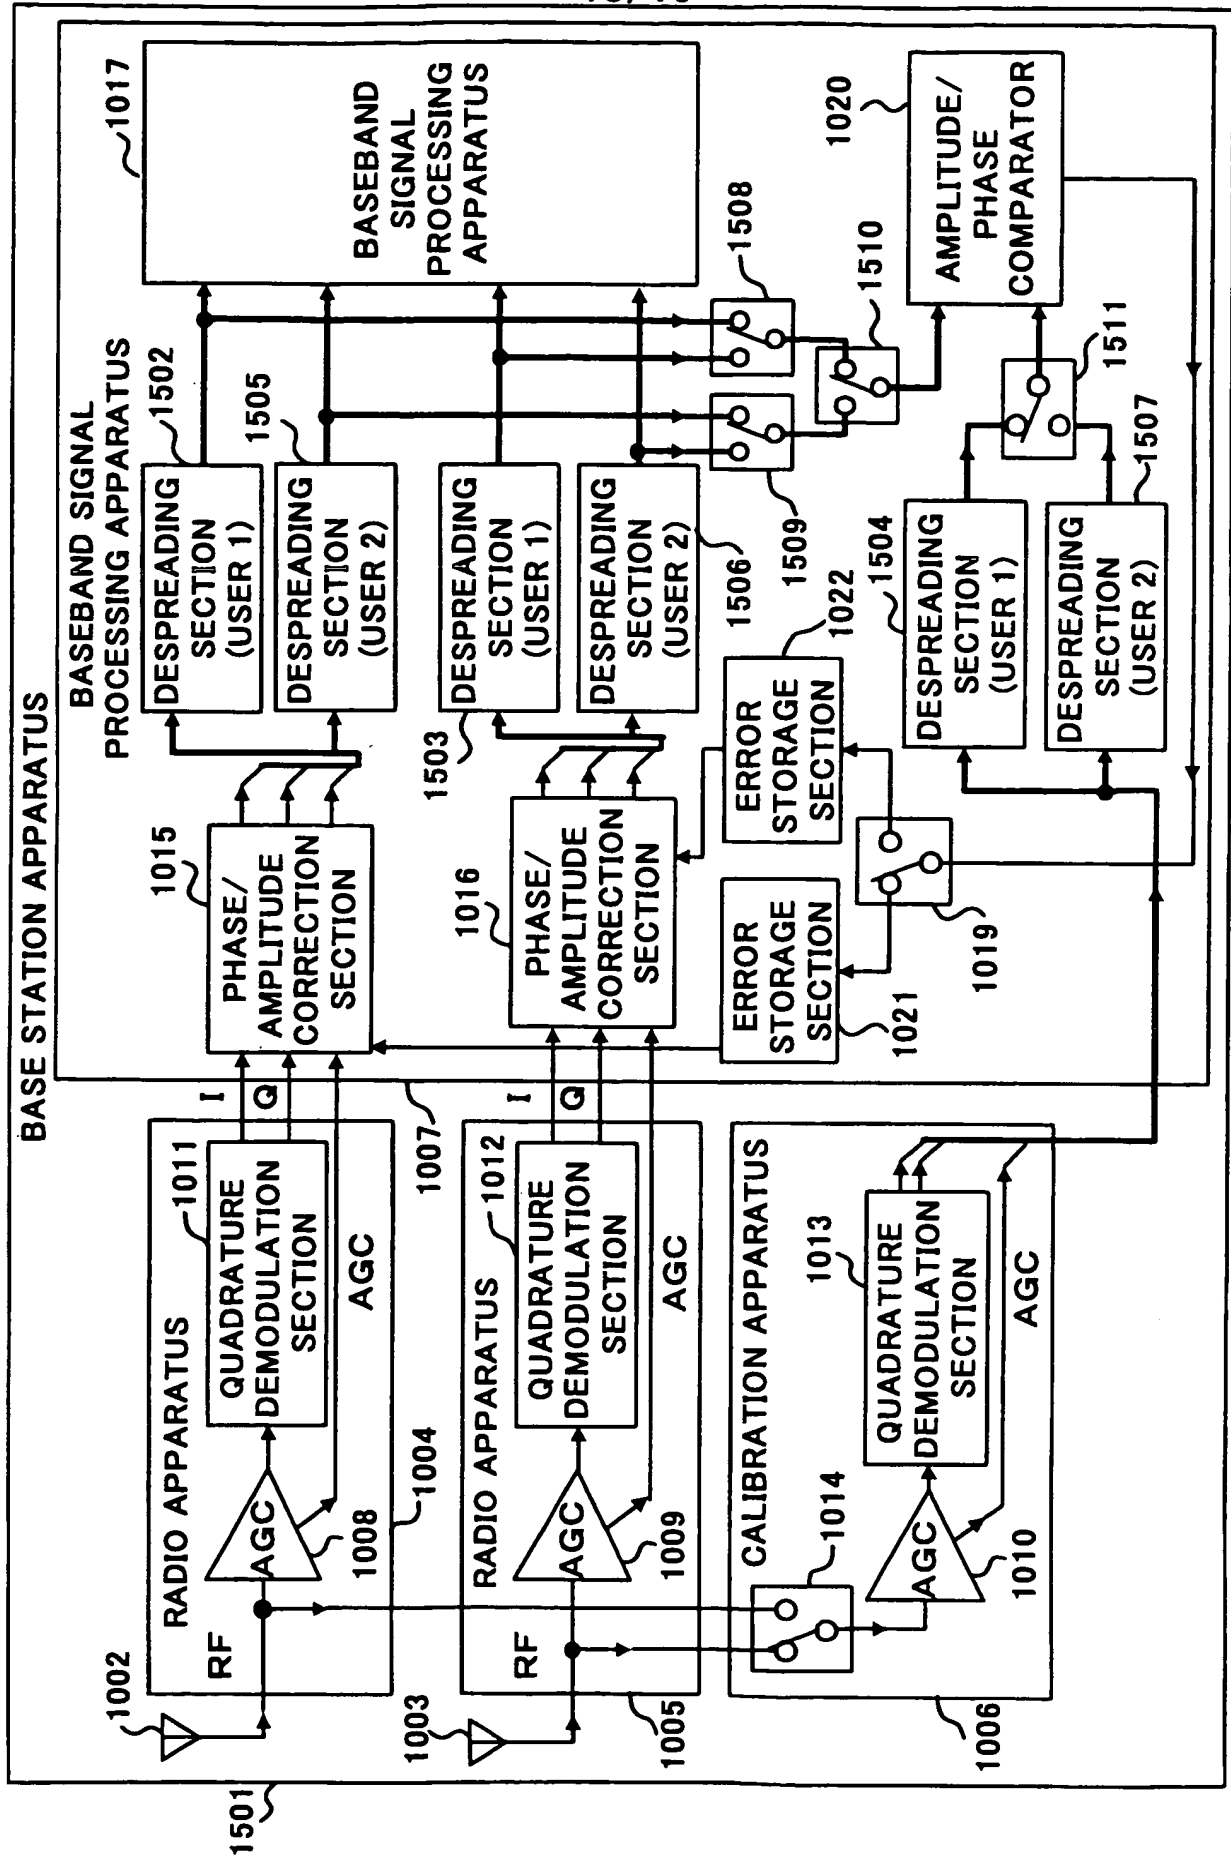 BASE STATION APPARATUS
1501
1002
RF
RADIO APPARATUS
AGC
1008
1004
QUADRATURE
DEMODULATION
SECTION
1011
AGC
I
Q
1007
1003
RF
RADIO APPARATUS
AGC
1009
1005
QUADRATURE
DEMODULATION
SECTION
1012
AGC
I
Q
CALIBRATION APPARATUS
1014
AGC
1010
1006
QUADRATURE
DEMODULATION
SECTION
1013
AGC
BASEBAND SIGNAL
PROCESSING APPARATUS
1015
PHASE/
AMPLITUDE
CORRECTION
SECTION
1016
PHASE/
AMPLITUDE
CORRECTION
SECTION
ERROR
STORAGE
SECTION
1021
ERROR
STORAGE
SECTION
1022
1019
DESPREADING
SECTION
(USER 1)
1502
DESPREADING
SECTION
(USER 2)
1505
DESPREADING
SECTION
(USER 1)
1503
DESPREADING
SECTION
(USER 2)
1506
DESPREADING
SECTION
(USER 1)
1504
DESPREADING
SECTION
(USER 2)
1507
1017
BASEBAND
SIGNAL
PROCESSING
APPARATUS
1508
1509
1510
1511
1020
AMPLITUDE/
PHASE
COMPARATOR